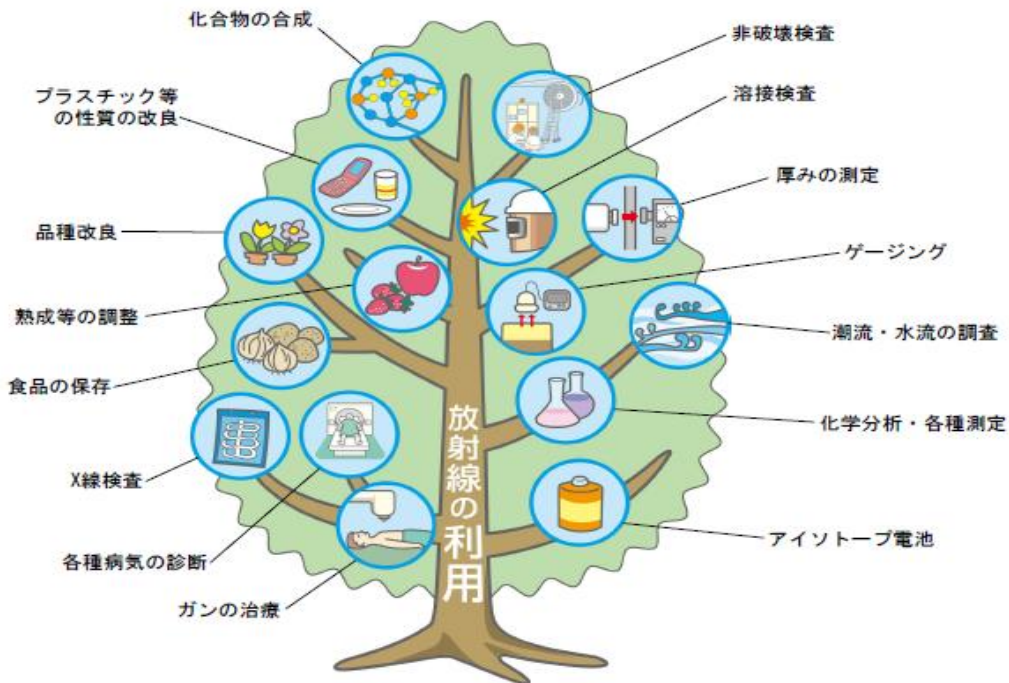 化合物の合成
プラスチック等
の性質の改良
品種改良
熟成等の調整
食品の保存
X線検査
各種病気の診断
ガンの治療
非破壊検査
溶接検査
厚みの測定
ゲージング
潮流・水流の調査
化学分析・各種測定
アイソトープ電池
放射線の利用